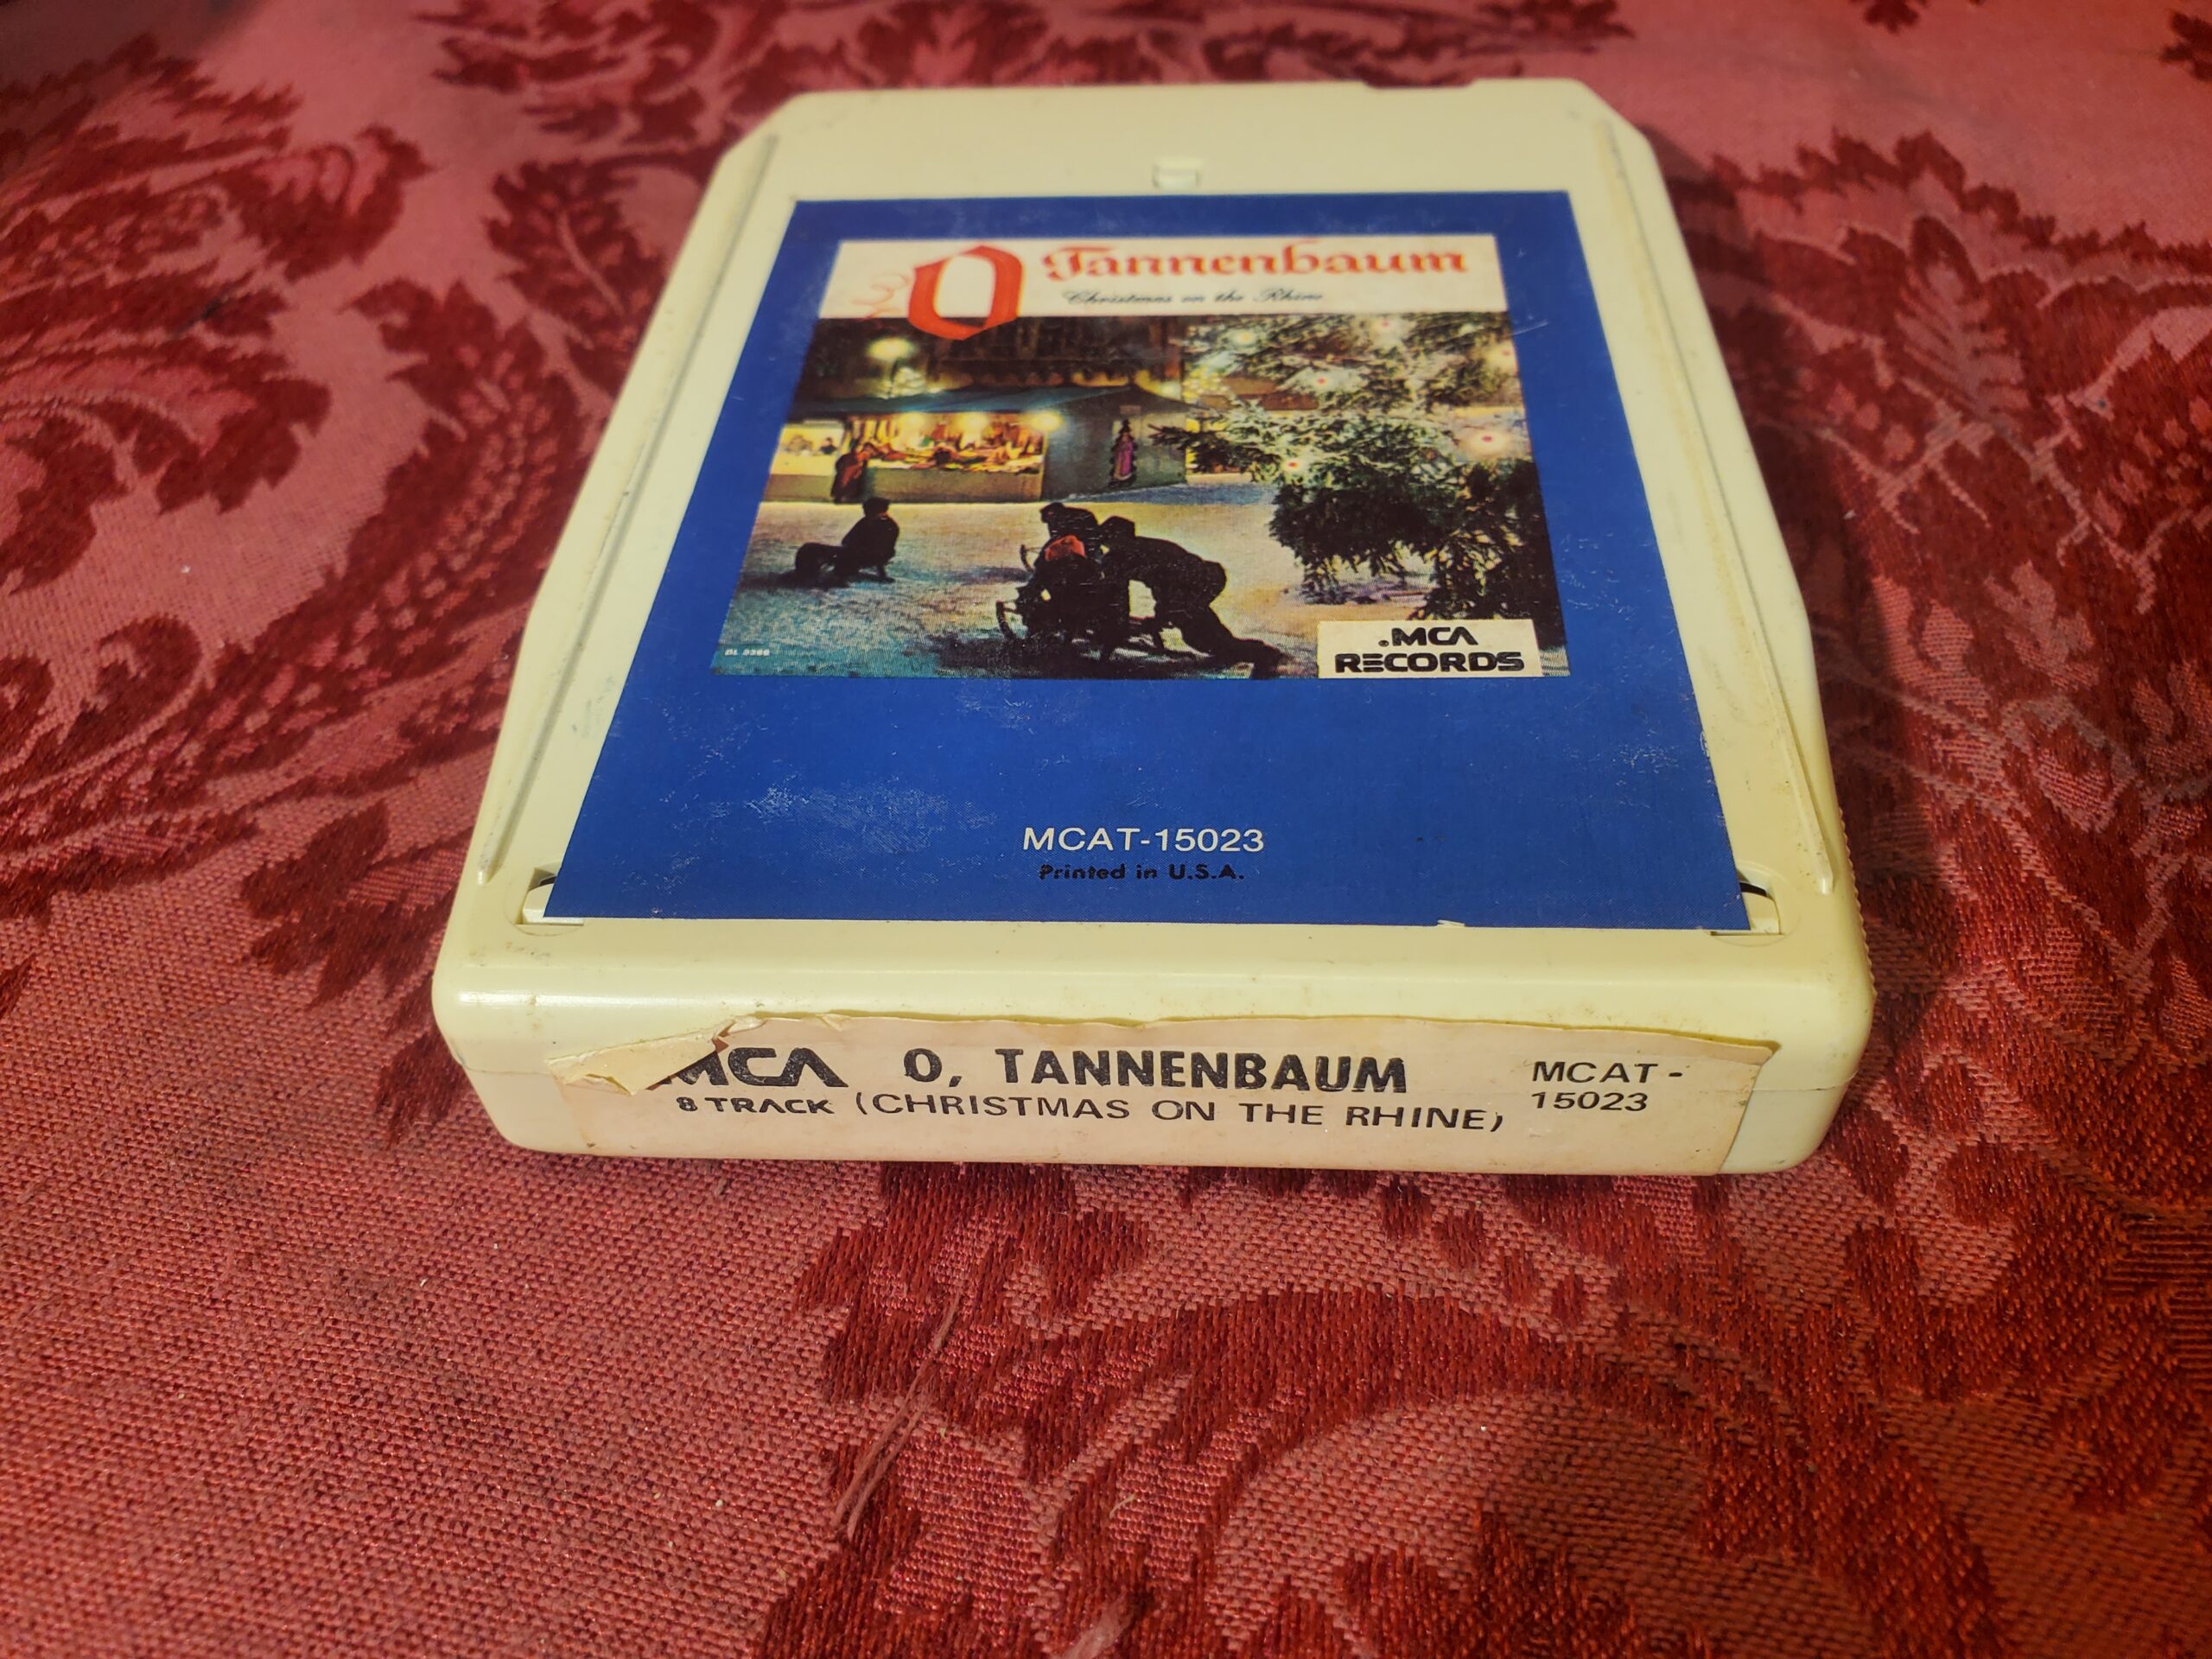 O Tannenbaum
Christmas on the Rhine
MCA
RECORDS
MCAT-15023
Printed in U.S.A.
MCA
8 TRACK
O, TANNENBAUM
(CHRISTMAS ON THE RHINE)
MCAT-
15023